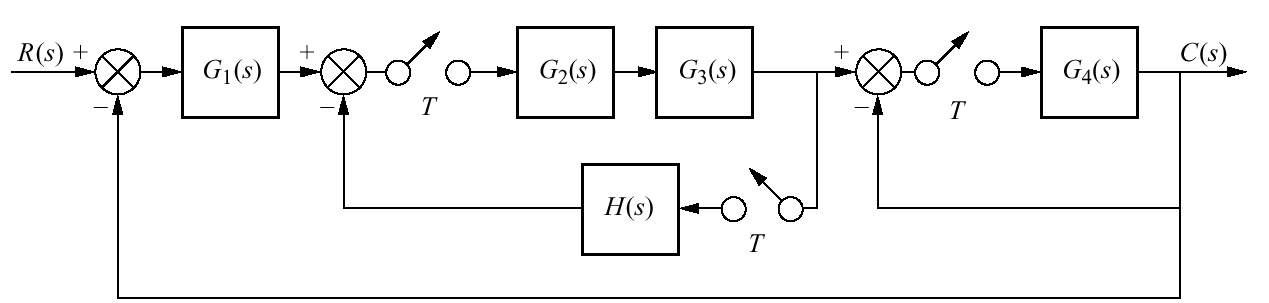 R(s) + G₁(s) + G₂(s) G₃(s) + G₄(s) C(s)
− − T − T
H(s)
T